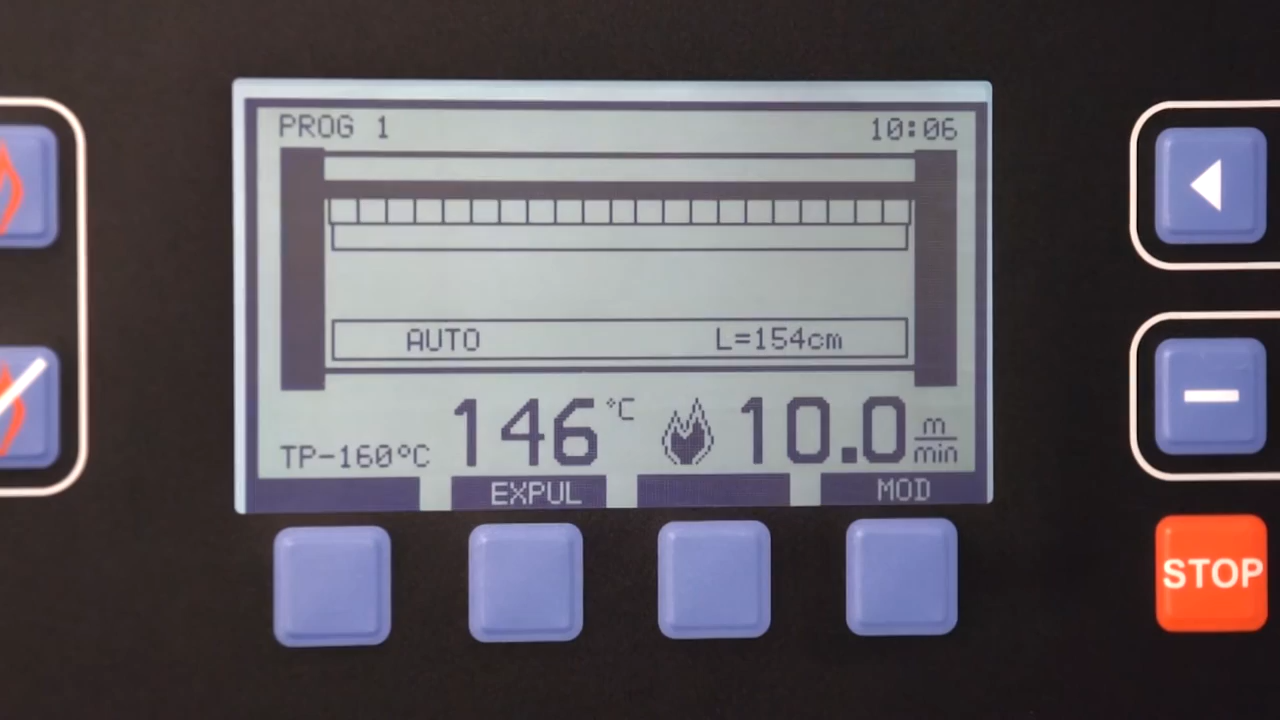 PROG 1 10:06
AUTO L=154cm
TP-160°C 146 °C 10.0 m/min
EXPUL MOD
STOP